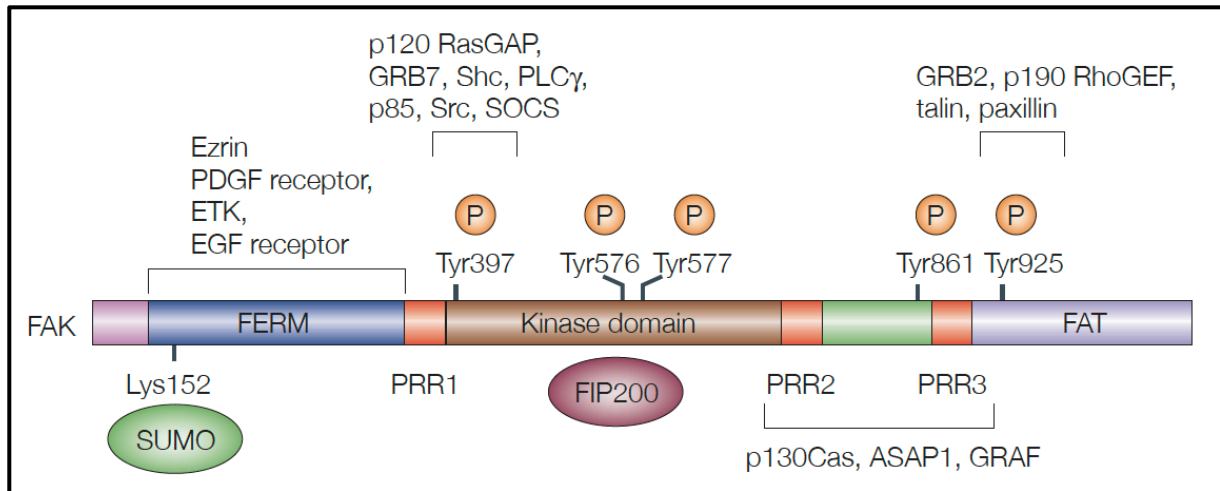 p120 RasGAP,
GRB7, Shc, PLCγ,
p85, Src, SOCS
GRB2, p190 RhoGEF,
talin, paxillin
Ezrin
PDGF receptor,
ETK,
EGF receptor
P P P P P
Tyr397 Tyr576 Tyr577 Tyr861 Tyr925
FAK FERM Kinase domain FAT
Lys152 PRR1 FIP200 PRR2 PRR3
SUMO
p130Cas, ASAP1, GRAF